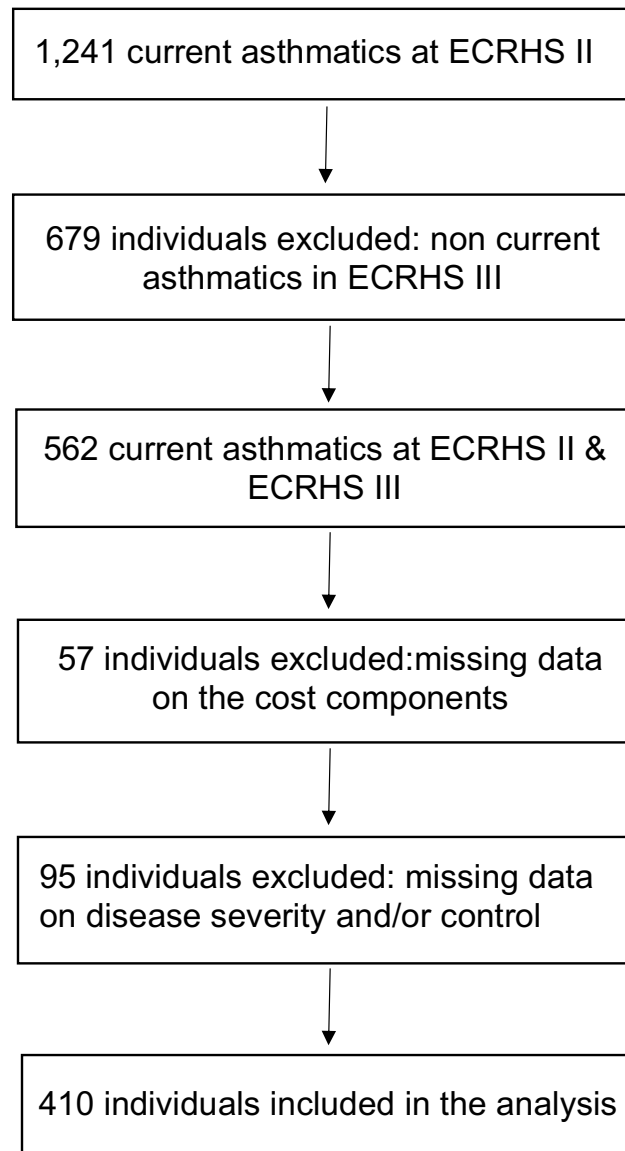 1,241 current asthmatics at ECRHS II
679 individuals excluded: non current
asthmatics in ECRHS III
562 current asthmatics at ECRHS II &
ECRHS III
57 individuals excluded:missing data
on the cost components
95 individuals excluded: missing data
on disease severity and/or control
410 individuals included in the analysis